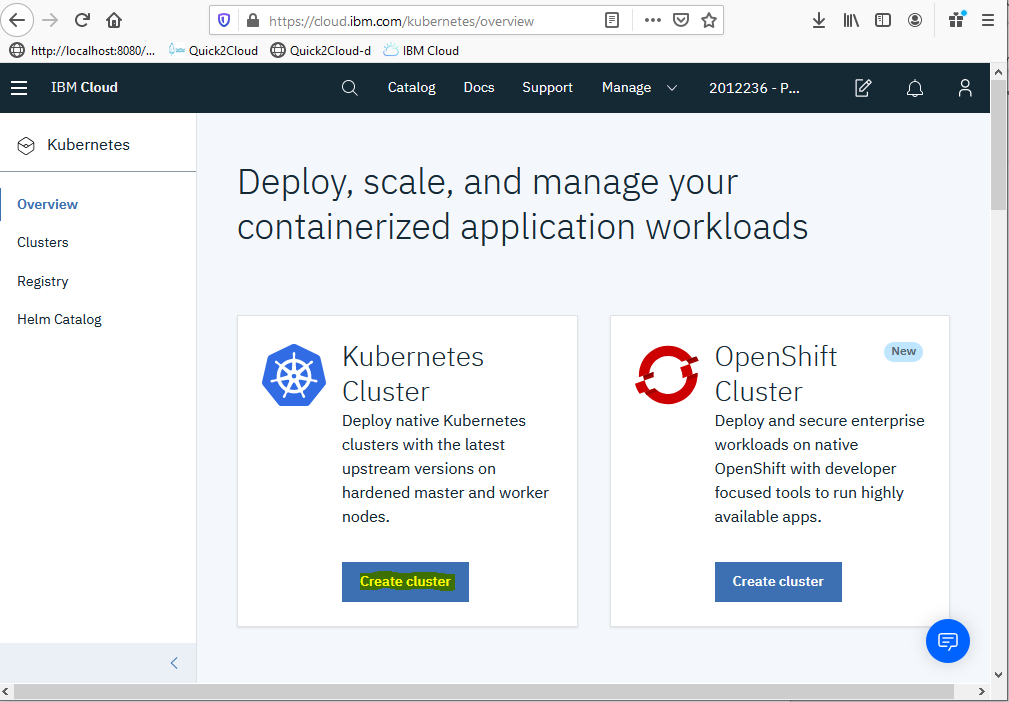 https://cloud.ibm.com/kubernetes/overview
http://localhost:8080/...
Quick2Cloud
Quick2Cloud-d
IBM Cloud
IBM Cloud
Catalog
Docs
Support
Manage
2012236 - P...
Kubernetes
Overview
Clusters
Registry
Helm Catalog
Deploy, scale, and manage your
containerized application workloads
Kubernetes
Cluster
Deploy native Kubernetes
clusters with the latest
upstream versions on
hardened master and worker
nodes.
Create cluster
OpenShift
Cluster
New
Deploy and secure enterprise
workloads on native
OpenShift with developer
focused tools to run highly
available apps.
Create cluster